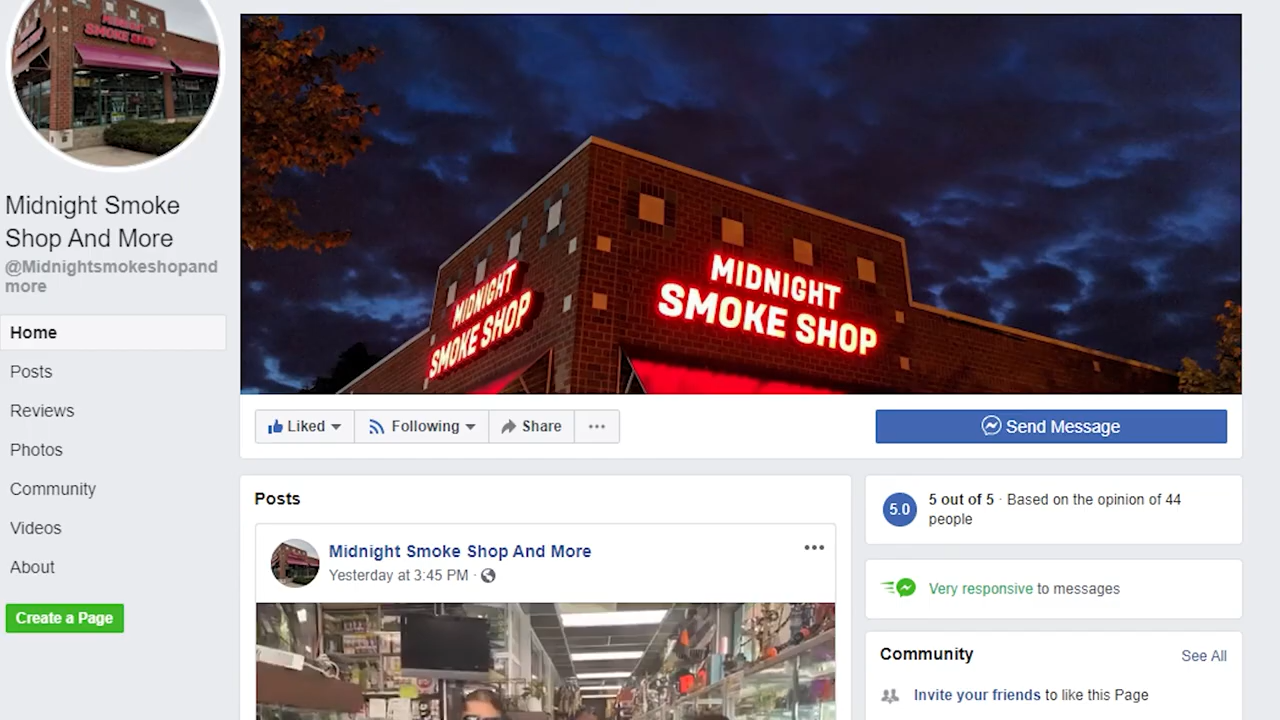 MIDNIGHT
SMOKE SHOP
Midnight Smoke
Shop And More
@Midnightsmokeshopand
more
Home
Posts
Reviews
Photos
Community
Videos
About
Create a Page
MIDNIGHT
SMOKE SHOP
MIDNIGHT
SMOKE SHOP
Liked
Following
Share
Send Message
Posts
Midnight Smoke Shop And More
Yesterday at 3:45 PM ·
5.0
5 out of 5 · Based on the opinion of 44
people
Very responsive to messages
Community
See All
Invite your friends to like this Page